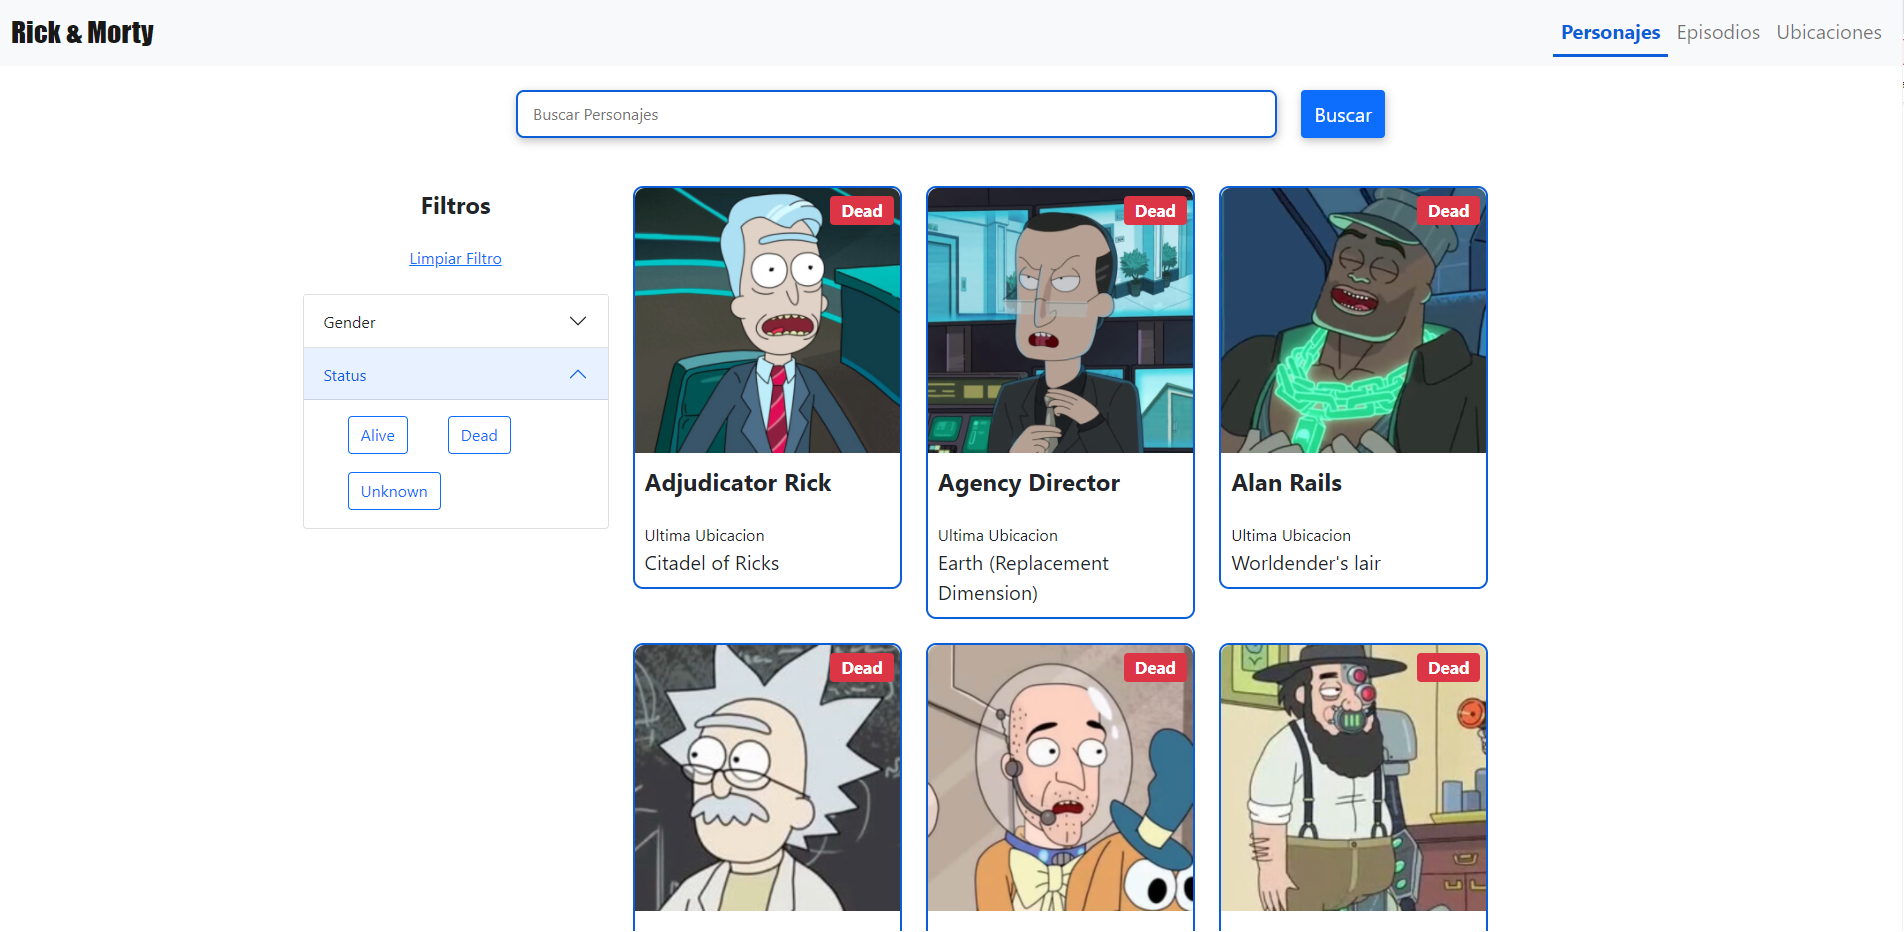 Rick & Morty
Personajes Episodios Ubicaciones
Buscar Personajes
Buscar
Filtros
Limpiar Filtro
Gender
Status
Alive Dead
Unknown
Dead
Adjudicator Rick
Ultima Ubicacion
Citadel of Ricks
Dead
Agency Director
Ultima Ubicacion
Earth (Replacement
Dimension)
Dead
Alan Rails
Ultima Ubicacion
Worldender's lair
Dead
Dead
Dead